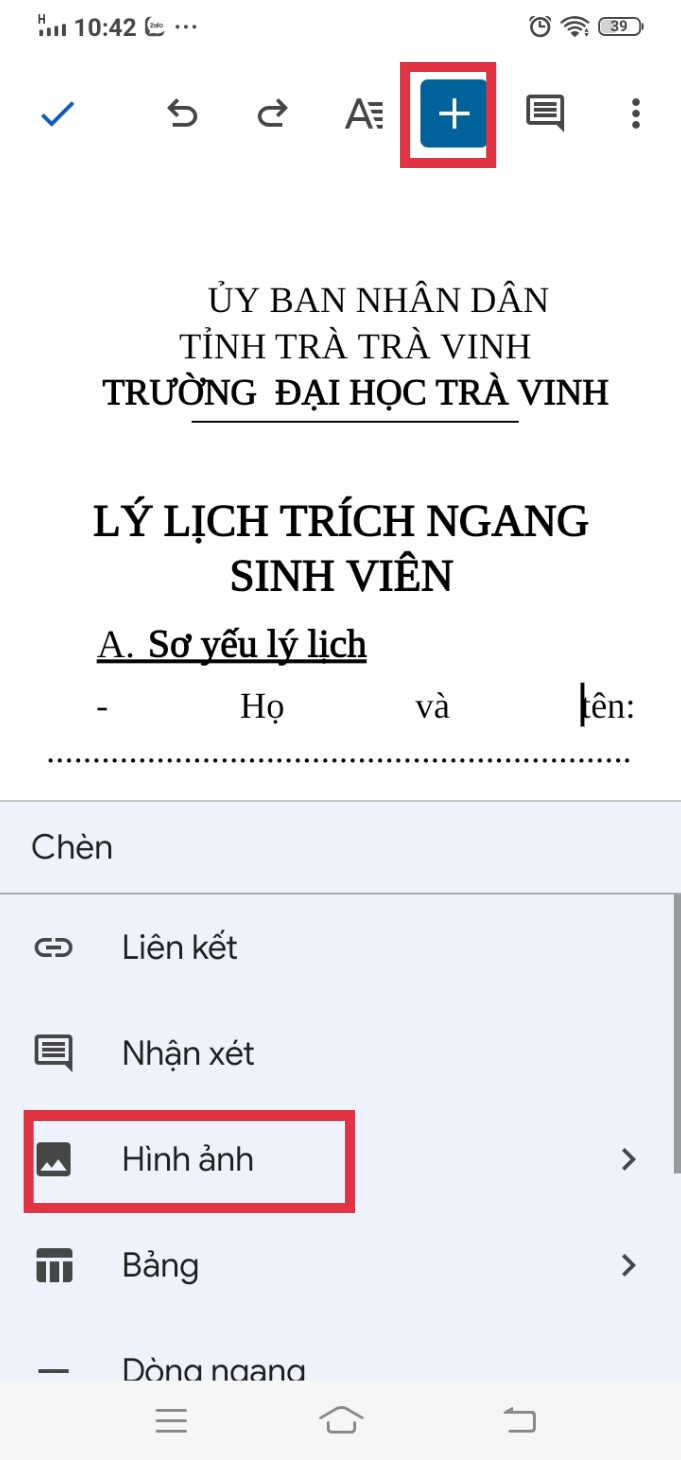 H 10:42 Zalo ... 39
ỦY BAN NHÂN DÂN
TỈNH TRÀ TRÀ VINH
TRƯỜNG ĐẠI HỌC TRÀ VINH
LÝ LỊCH TRÍCH NGANG
SINH VIÊN
A. Sơ yếu lý lịch
- Họ và tên:
................................................................
Chèn
Liên kết
Nhận xét
Hình ảnh
Bảng
Dòng ngang